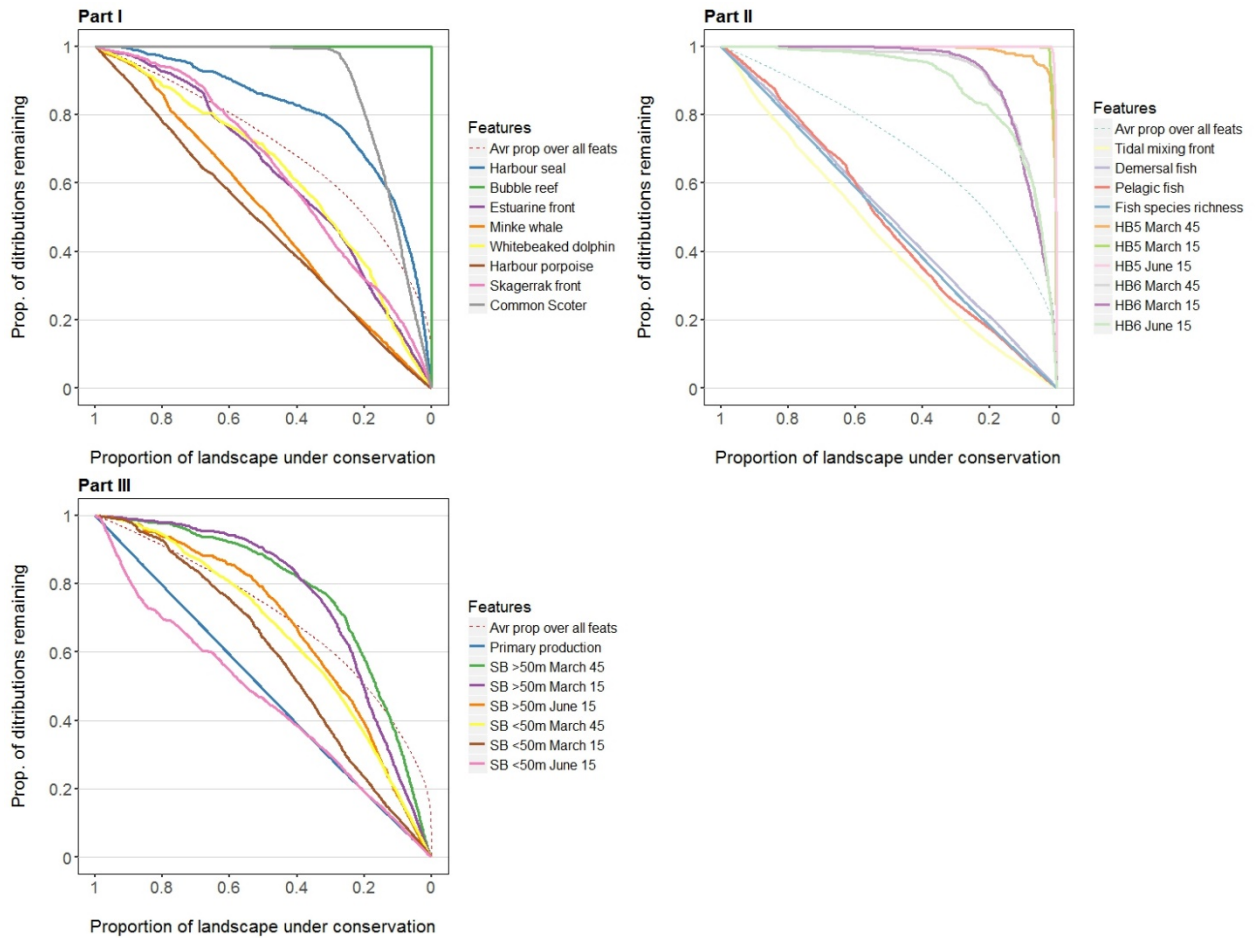 Part I
Prop. of ditributions remaining
1
0.8
0.6
0.4
0.2
0
1 0.8 0.6 0.4 0.2 0
Proportion of landscape under conservation
Features
Avr prop over all feats
Harbour seal
Bubble reef
Estuarine front
Minke whale
Whitebeaked dolphin
Harbour porpoise
Skagerrak front
Common Scoter
Part II
Prop. of ditributions remaining
1
0.8
0.6
0.4
0.2
0
1 0.8 0.6 0.4 0.2 0
Proportion of landscape under conservation
Features
Avr prop over all feats
Tidal mixing front
Demersal fish
Pelagic fish
Fish species richness
HB5 March 45
HB5 March 15
HB5 June 15
HB6 March 45
HB6 March 15
HB6 June 15
Part III
Prop. of ditributions remaining
1
0.8
0.6
0.4
0.2
0
1 0.8 0.6 0.4 0.2 0
Proportion of landscape under conservation
Features
Avr prop over all feats
Primary production
SB >50m March 45
SB >50m March 15
SB >50m June 15
SB <50m March 45
SB <50m March 15
SB <50m June 15